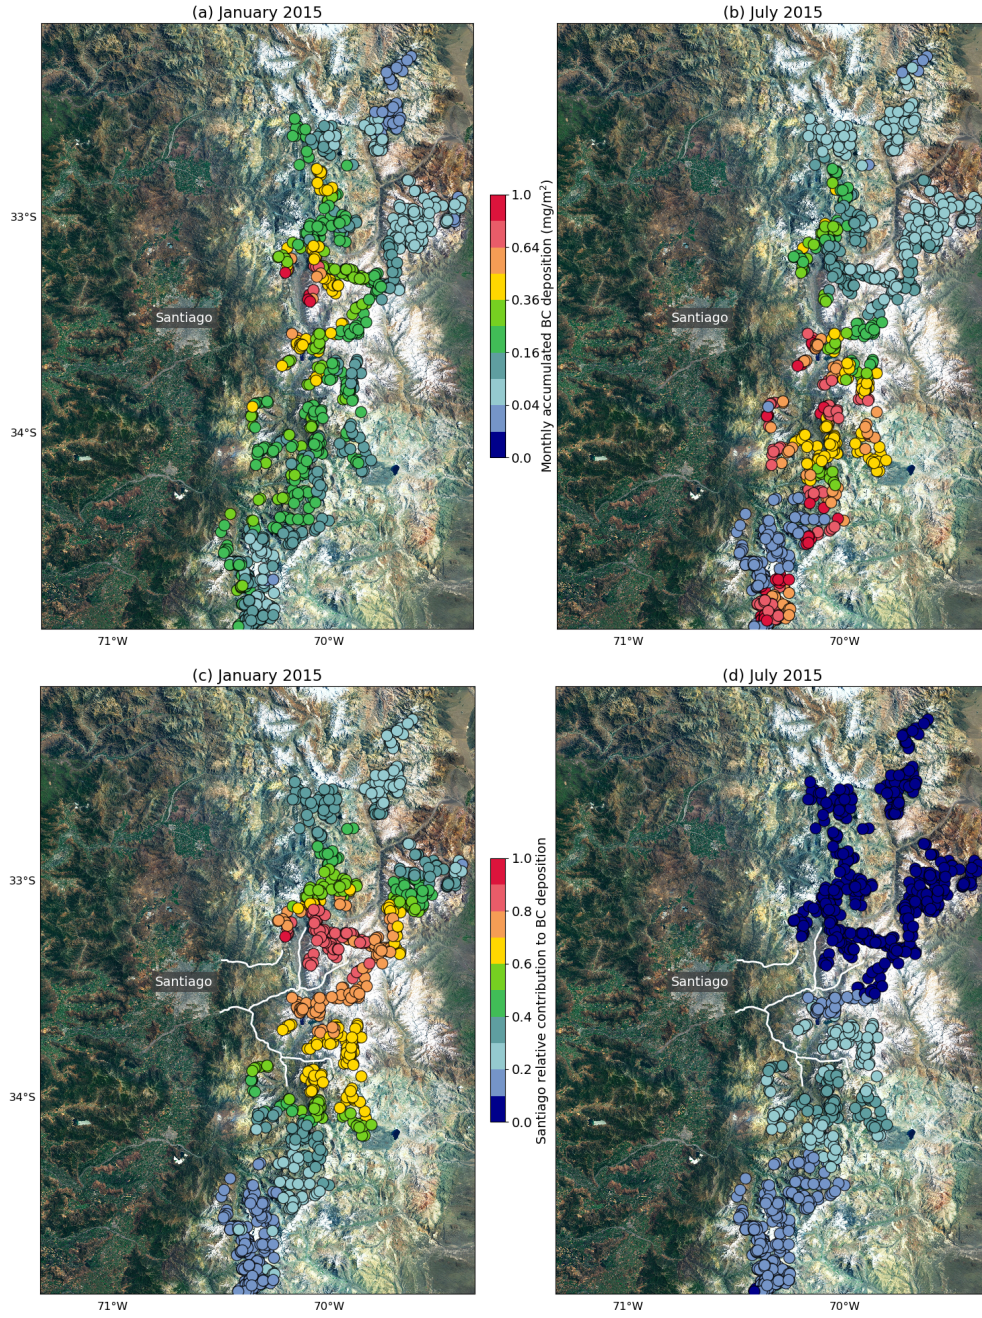 (a) January 2015
(b) July 2015
33°S
34°S
Santiago
Santiago
71°W
70°W
71°W
70°W
1.0
0.64
0.36
0.16
0.04
0.0
Monthly accumulated BC deposition (mg/m²)
(c) January 2015
(d) July 2015
33°S
34°S
Santiago
Santiago
71°W
70°W
71°W
70°W
1.0
0.8
0.6
0.4
0.2
0.0
Santiago relative contribution to BC deposition